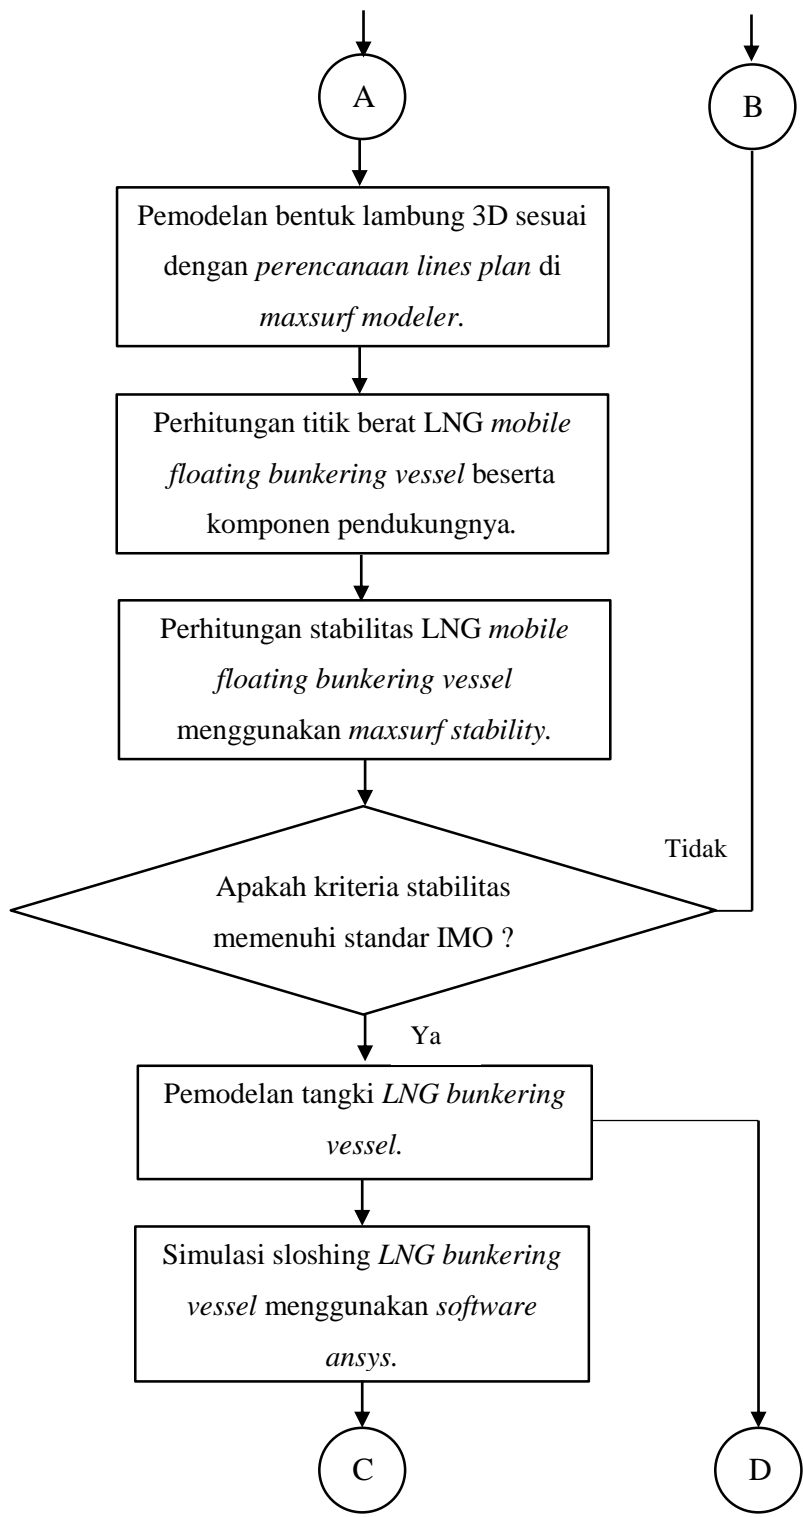 A
B
Pemodelan bentuk lambung 3D sesuai
dengan perencanaan lines plan di
maxsurf modeler.
Perhitungan titik berat LNG mobile
floating bunkering vessel beserta
komponen pendukungnya.
Perhitungan stabilitas LNG mobile
floating bunkering vessel
menggunakan maxsurf stability.
Tidak
Apakah kriteria stabilitas
memenuhi standar IMO ?
Ya
Pemodelan tangki LNG bunkering
vessel.
Simulasi sloshing LNG bunkering
vessel menggunakan software
ansys.
C
D